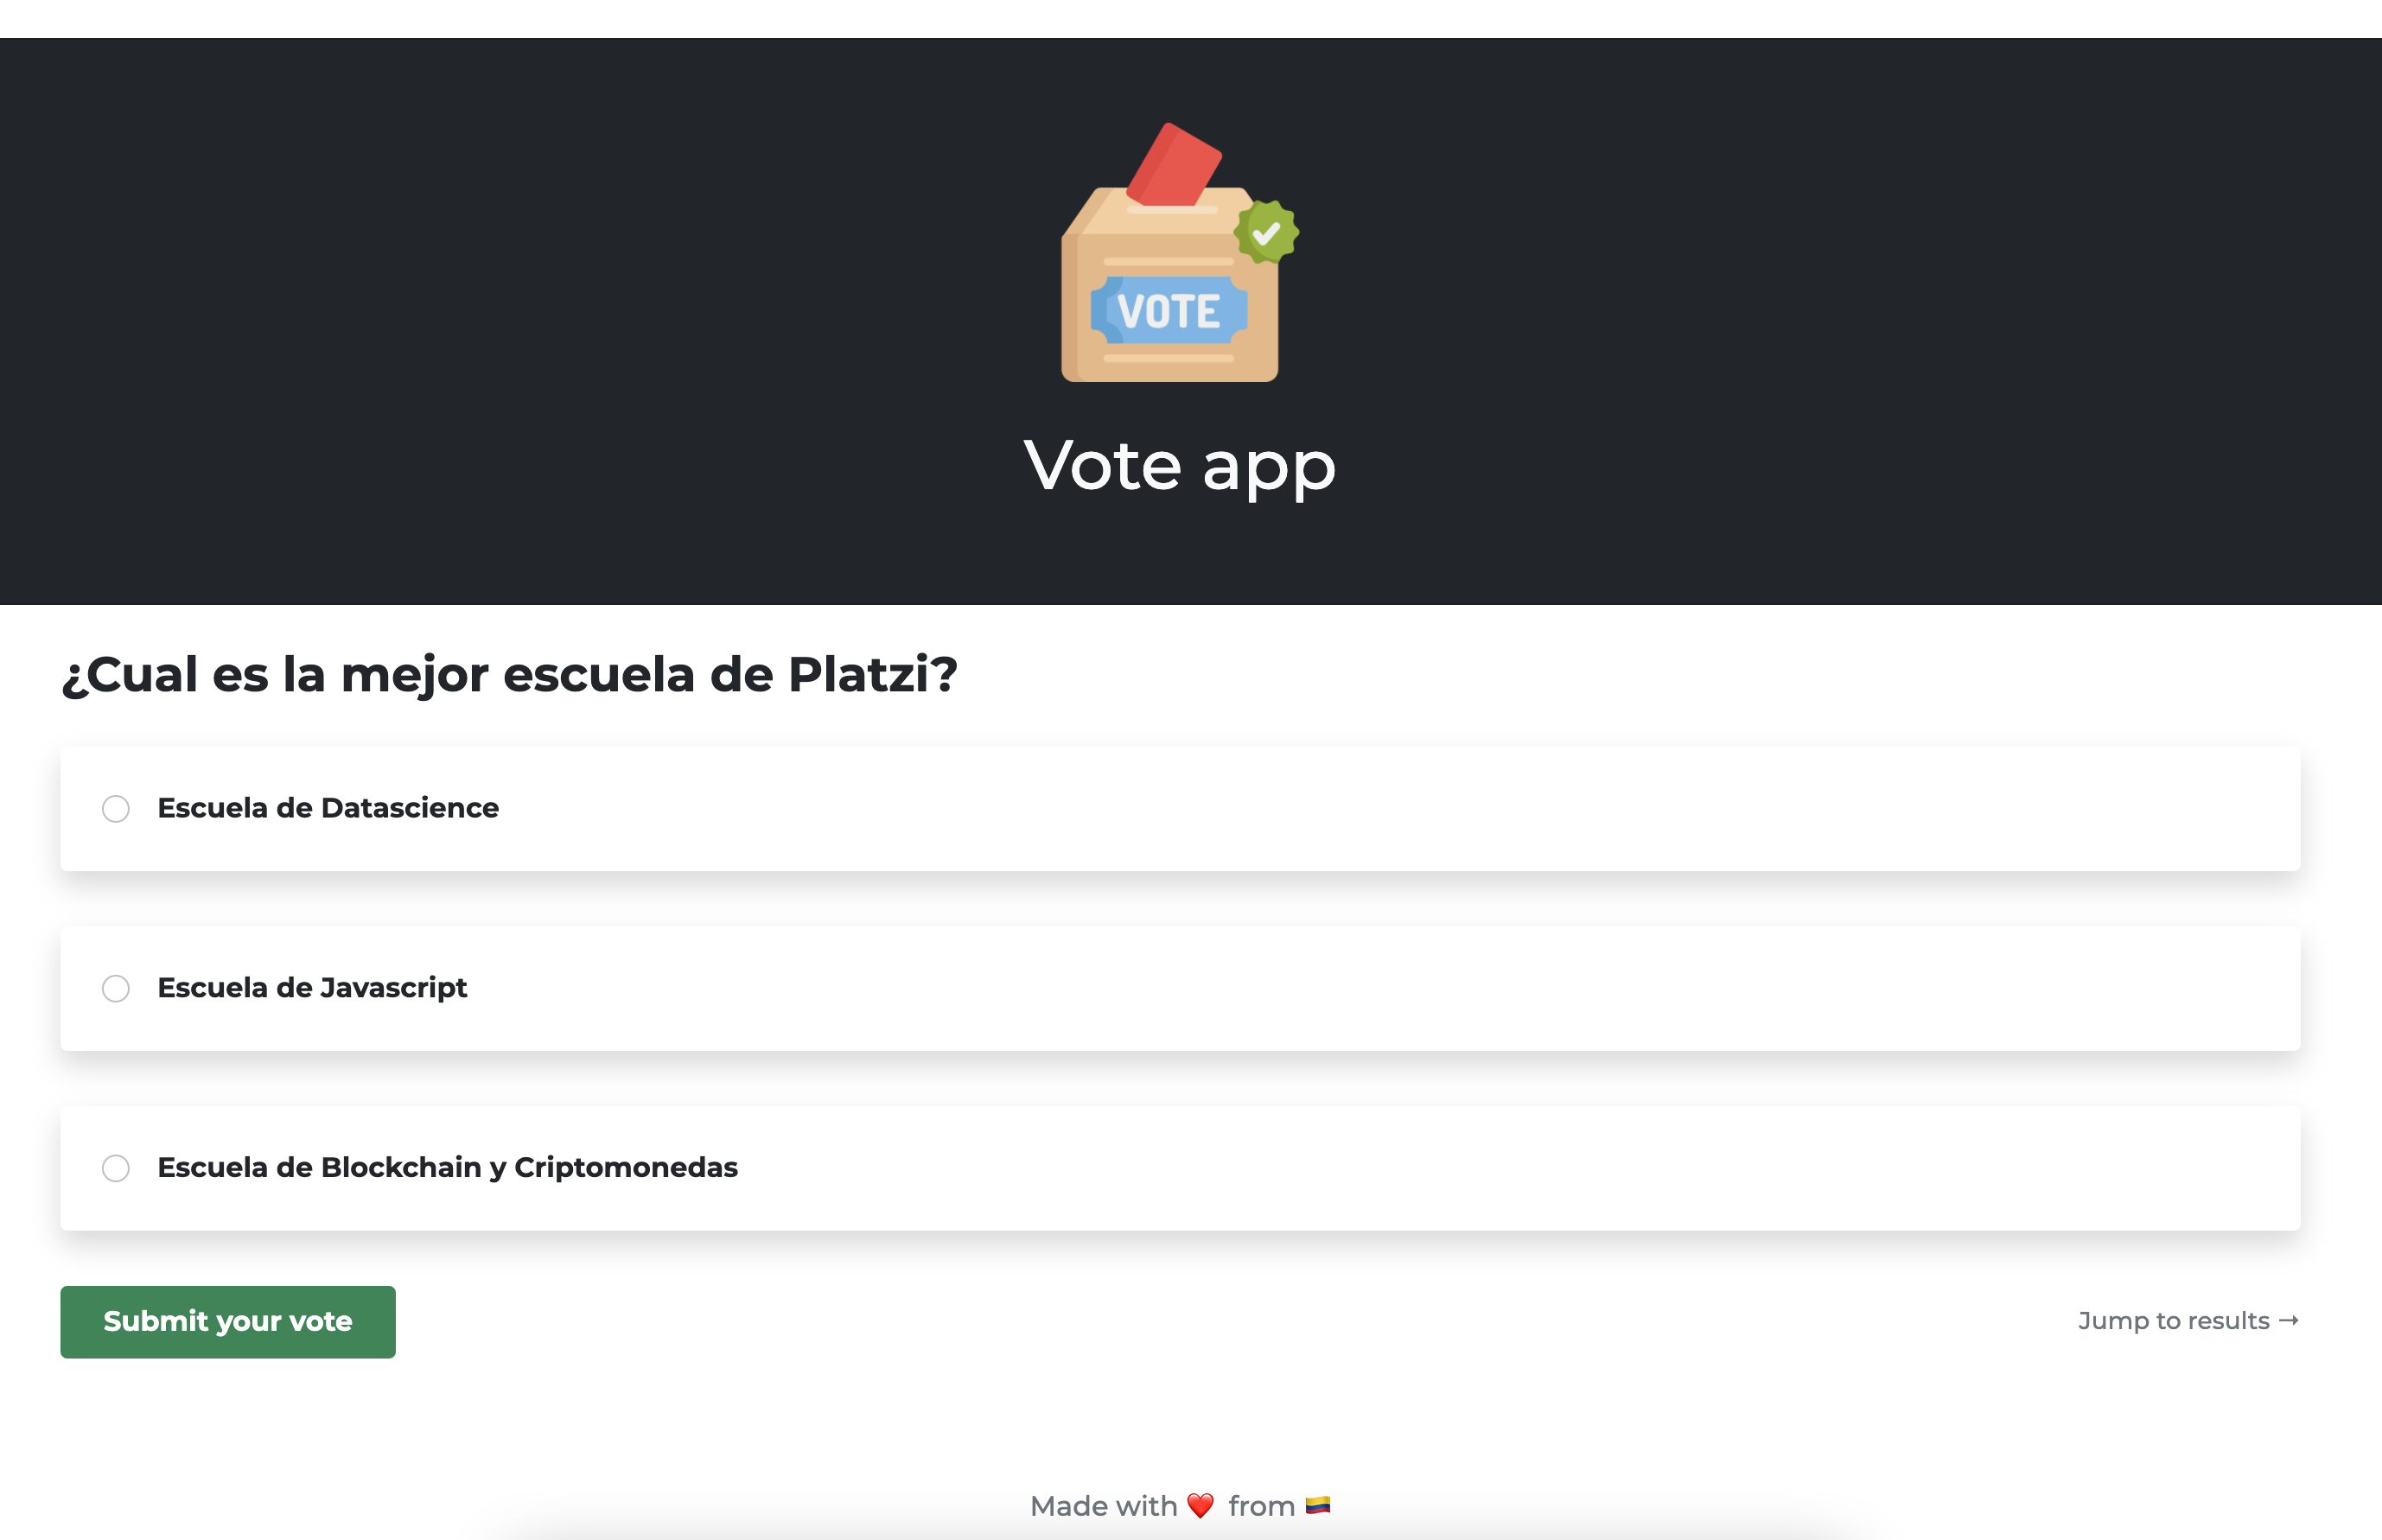 VOTE
Vote app
¿Cual es la mejor escuela de Platzi?
Escuela de Datascience
Escuela de Javascript
Escuela de Blockchain y Criptomonedas
Submit your vote
Jump to results →
Made with ❤️ from 🇨🇴